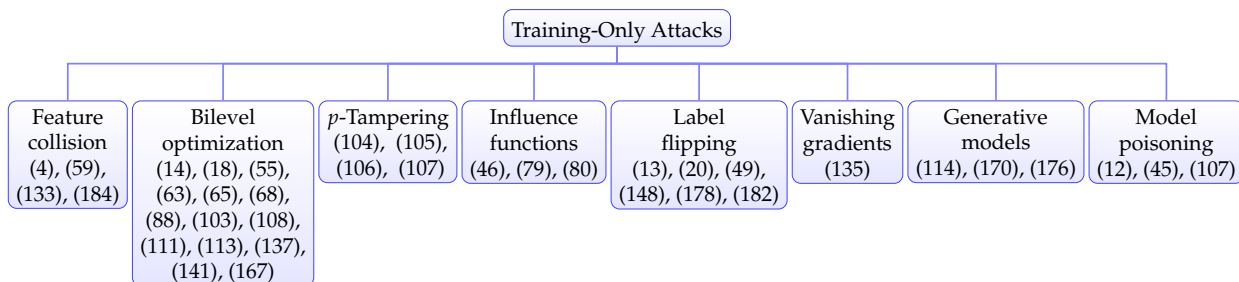 Training-Only Attacks
Feature
collision
(4), (59),
(133), (184)
Bilevel
optimization
(14), (18), (55),
(63), (65), (68),
(88), (103), (108),
(111), (113), (137),
(141), (167)
p-Tampering
(104), (105),
(106), (107)
Influence
functions
(46), (79), (80)
Label
flipping
(13), (20), (49),
(148), (178), (182)
Vanishing
gradients
(135)
Generative
models
(114), (170), (176)
Model
poisoning
(12), (45), (107)